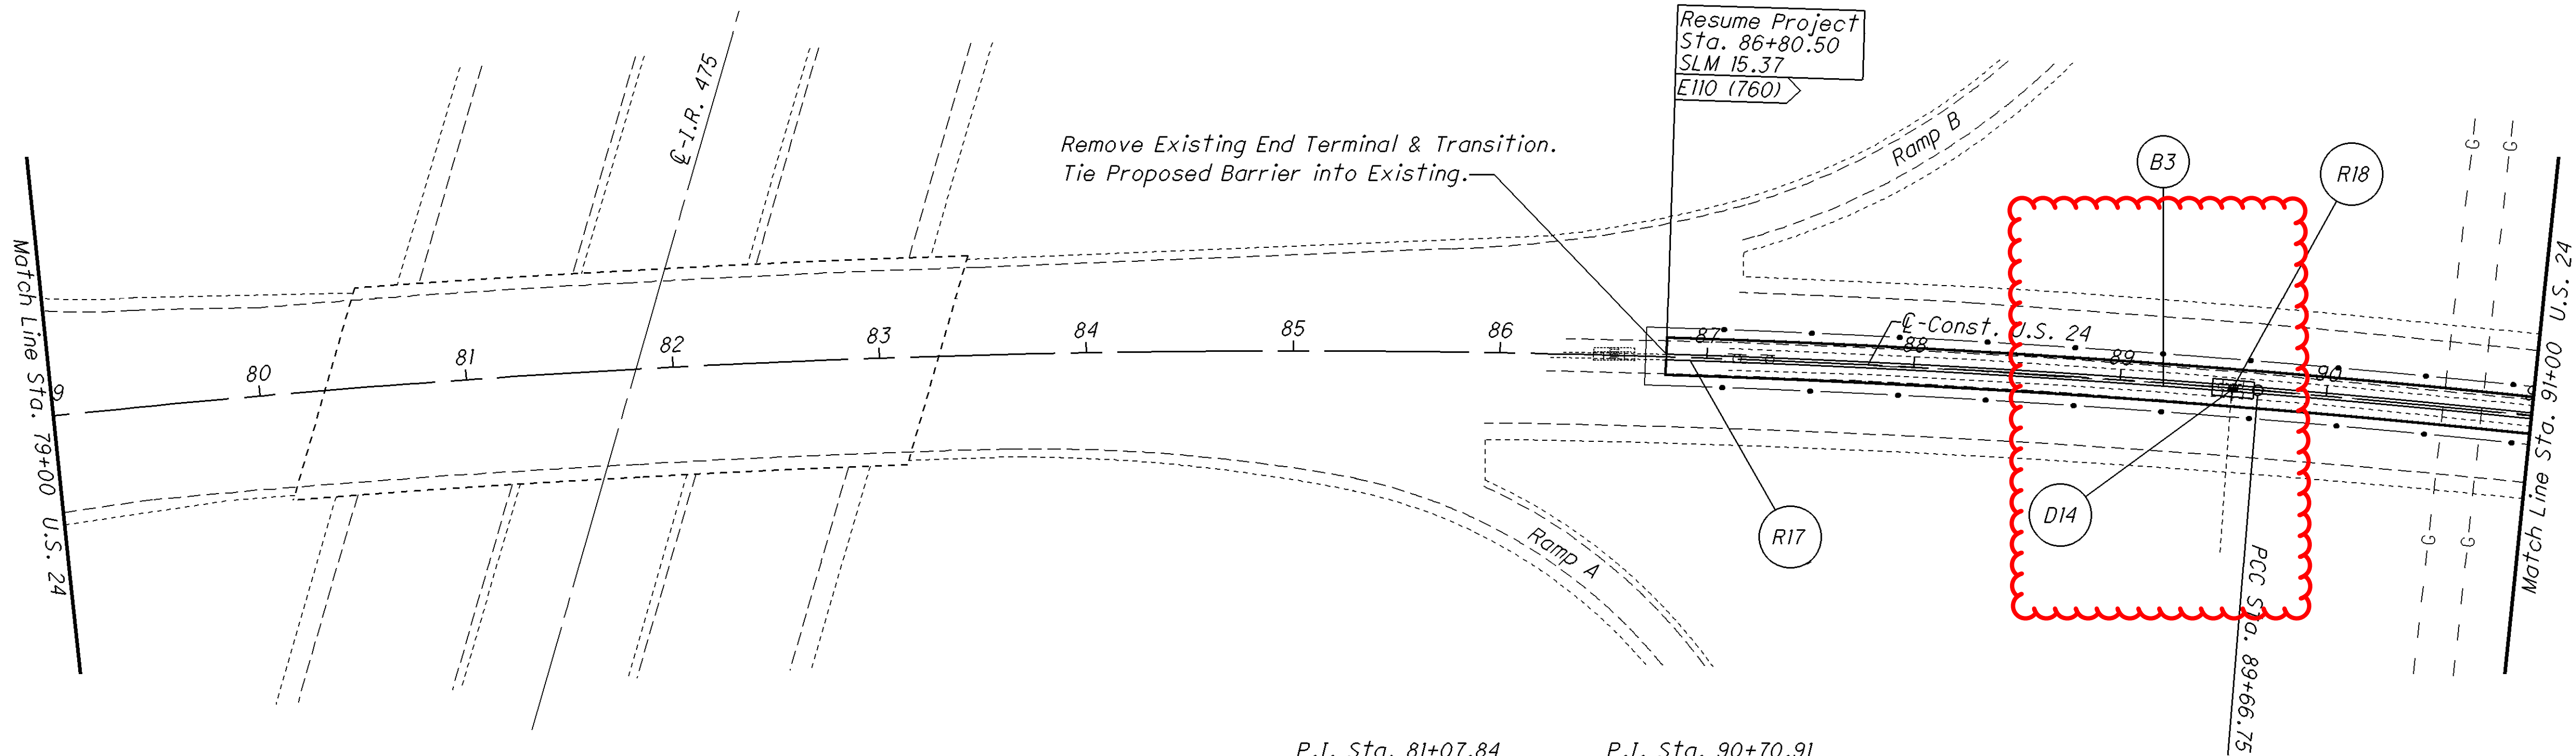 Resume Project
Sta. 86+80.50
SLM 15.37
E110 (760)
℄-I.R. 475
Remove Existing End Terminal & Transition.
Tie Proposed Barrier into Existing.
Ramp B
B3
R18
G
G
Match Line Sta. 79+00 U.S. 24
9
80
81
82
83
84
85
86
87
℄-Const. U.S. 24
88
89
90
Match Line Sta. 91+00 U.S. 24
D14
R17
Ramp A
G
G
PCC Sta. 89+66.75
P.I. Sta. 81+07.84
P.I. Sta. 90+70.91